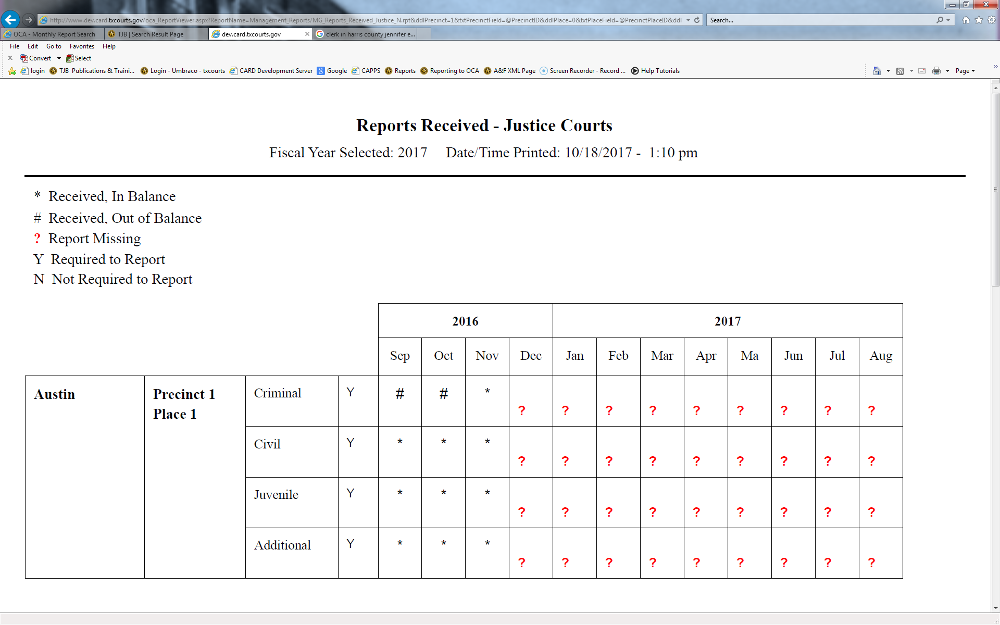 http://www.dev.card.txcourts.gov/oca_ReportViewer.aspx?ReportName=Management_Reports/MG_Reports_Received_Justice_N.rpt&ddlPrecinct=1&txtPrecinctField=@PrecinctID&ddlPlace=0&txtPlaceField=@PrecinctPlaceID&ddl
Search...
OCA - Monthly Report Search
TJB | Search Result Page
dev.card.txcourts.gov
clerk in harris county jennifer e...
File Edit Go to Favorites Help
x Convert Select
login TJB Publications & Traini... Login - Umbraco - txcourts CARD Development Server Google CAPPS Reports Reporting to OCA A&F XML Page Screen Recorder - Record ... Help Tutorials Page
Reports Received - Justice Courts
Fiscal Year Selected: 2017 Date/Time Printed: 10/18/2017 - 1:10 pm
* Received, In Balance
# Received, Out of Balance
? Report Missing
Y Required to Report
N Not Required to Report
2016 2017
Sep Oct Nov Dec Jan Feb Mar Apr Ma Jun Jul Aug
Austin Precinct 1 Criminal Y # # * ? ? ? ? ? ? ? ? ?
Place 1
Civil Y * * * ? ? ? ? ? ? ? ? ?
Juvenile Y * * * ? ? ? ? ? ? ? ? ?
Additional Y * * * ? ? ? ? ? ? ? ? ?